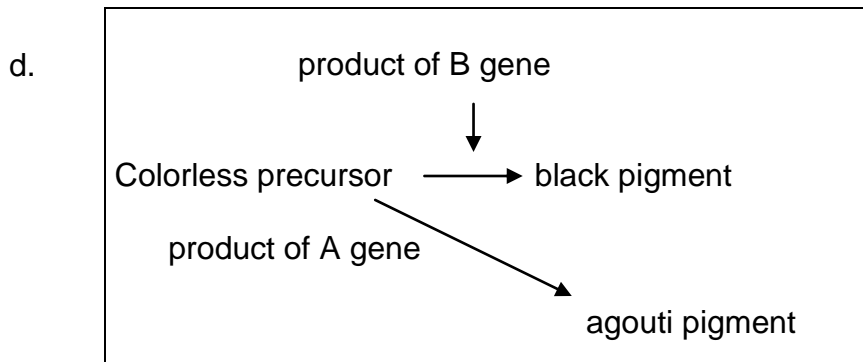 d.
product of B gene
Colorless precursor black pigment
product of A gene
agouti pigment